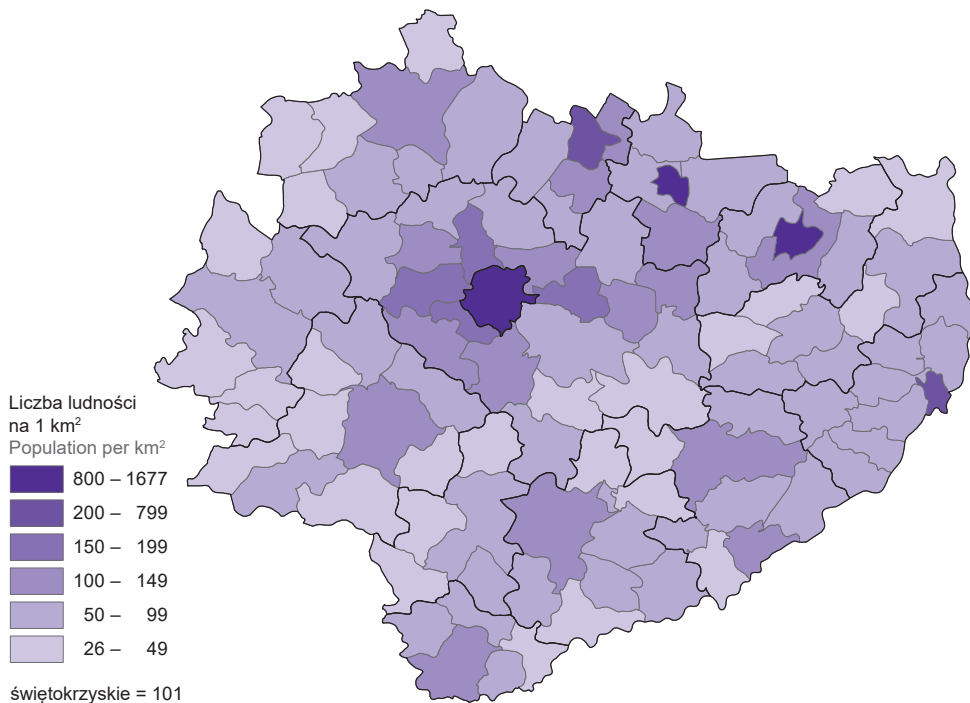 Liczba ludności
na 1 km²
Population per km²
800 – 1677
200 – 799
150 – 199
100 – 149
50 – 99
26 – 49
świętokrzyskie = 101